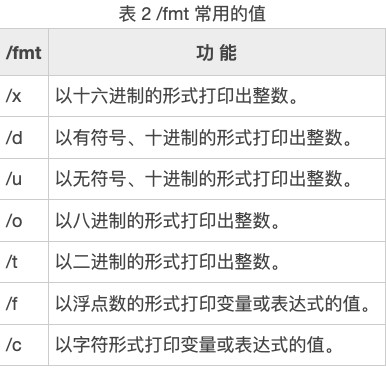 表 2 /fmt 常用的值
/fmt 功 能
/x 以十六进制的形式打印出整数。
/d 以有符号、十进制的形式打印出整数。
/u 以无符号、十进制的形式打印出整数。
/o 以八进制的形式打印出整数。
/t 以二进制的形式打印出整数。
/f 以浮点数的形式打印变量或表达式的值。
/c 以字符形式打印变量或表达式的值。